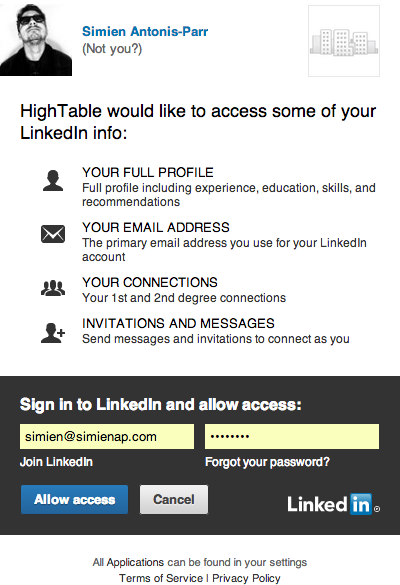 Simien Antonis-Parr
(Not you?)
HighTable would like to access some of your
LinkedIn info:
YOUR FULL PROFILE
Full profile including experience, education, skills, and
recommendations
YOUR EMAIL ADDRESS
The primary email address you use for your LinkedIn
account
YOUR CONNECTIONS
Your 1st and 2nd degree connections
INVITATIONS AND MESSAGES
Send messages and invitations to connect as you
Sign in to LinkedIn and allow access:
simien@simienap.com ••••••••
Join LinkedIn Forgot your password?
Allow access Cancel LinkedIn®
All Applications can be found in your settings
Terms of Service | Privacy Policy